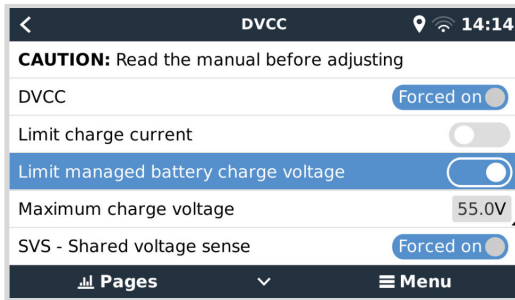 DVCC 14:14
CAUTION: Read the manual before adjusting
DVCC Forced on
Limit charge current
Limit managed battery charge voltage
Maximum charge voltage 55.0V
SVS - Shared voltage sense Forced on
Pages Menu